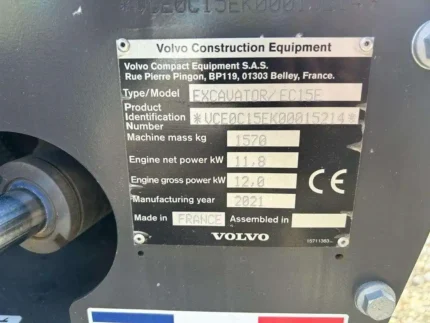 Volvo Construction Equipment
Volvo Compact Equipment S.A.S.
Rue Pierre Pingon, BP119, 01303 Belley, France.
Type/Model EXCAVATOR/EC15E
Product Identification Number *VCE0C15EK00015214*
Machine mass kg 1570
Engine net power kW 11,8
Engine gross power kW 12,0
Manufacturing year 2021
Made in FRANCE Assembled in
CE
VOLVO